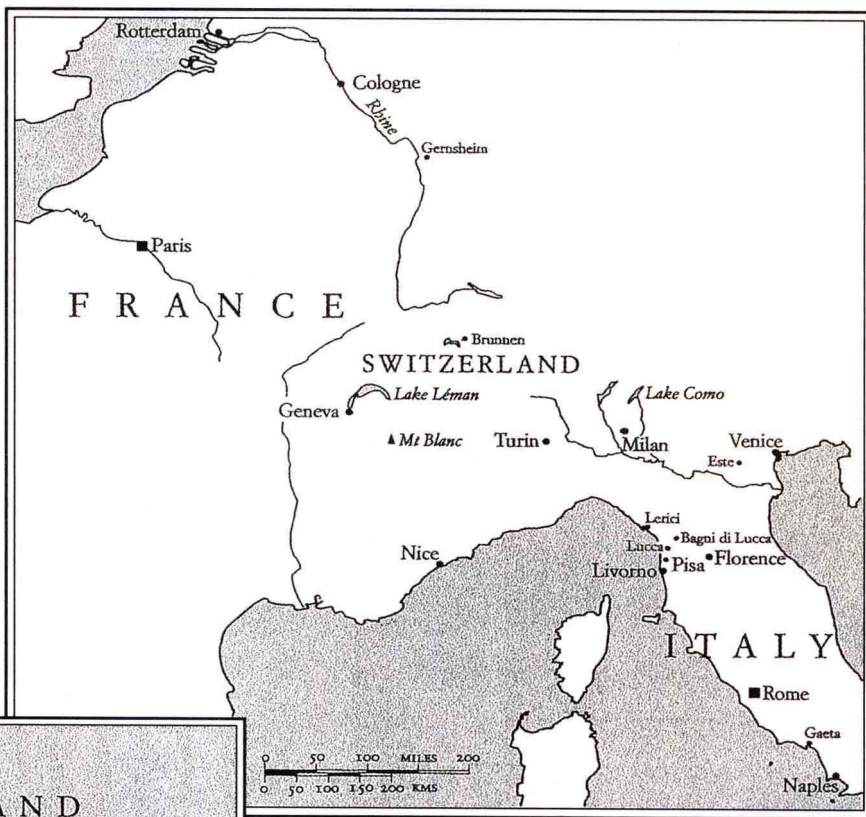 Rotterdam
Cologne
Rhine
Gernsheim
Paris
FRANCE
Brunnen
SWITZERLAND
Lake Léman
Lake Como
Geneva
Mt Blanc
Turin
Milan
Venice
Este
Lerici
Bagni di Lucca
Lucca
Nice
Florence
Pisa
Livorno
ITALY
Rome
Gaeta
Naples
0 50 100 MILES 200
0 50 100 150 200 KMS
AND